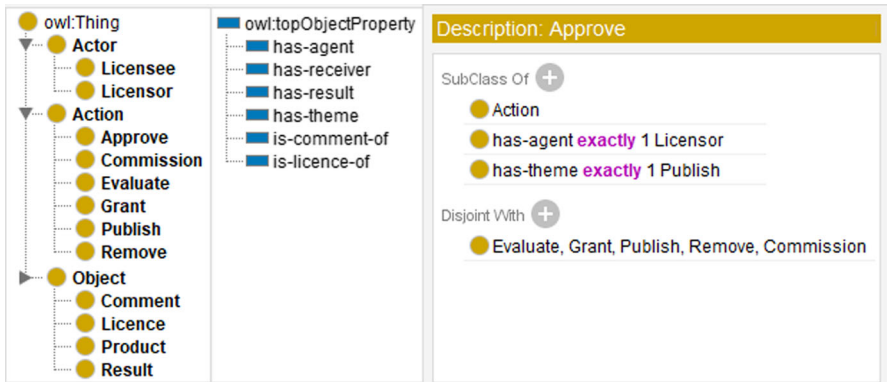 owl:Thing
Actor
Licensee
Licensor
Action
Approve
Commission
Evaluate
Grant
Publish
Remove
Object
Comment
Licence
Product
Result
owl:topObjectProperty
has-agent
has-receiver
has-result
has-theme
is-comment-of
is-licence-of
Description: Approve
SubClass Of
Action
has-agent exactly 1 Licensor
has-theme exactly 1 Publish
Disjoint With
Evaluate, Grant, Publish, Remove, Commission